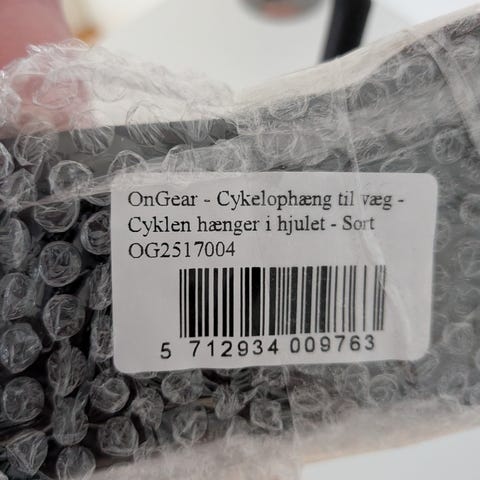 OnGear - Cykelophæng til væg -
Cyklen hænger i hjulet - Sort
OG2517004
5 712934 009763